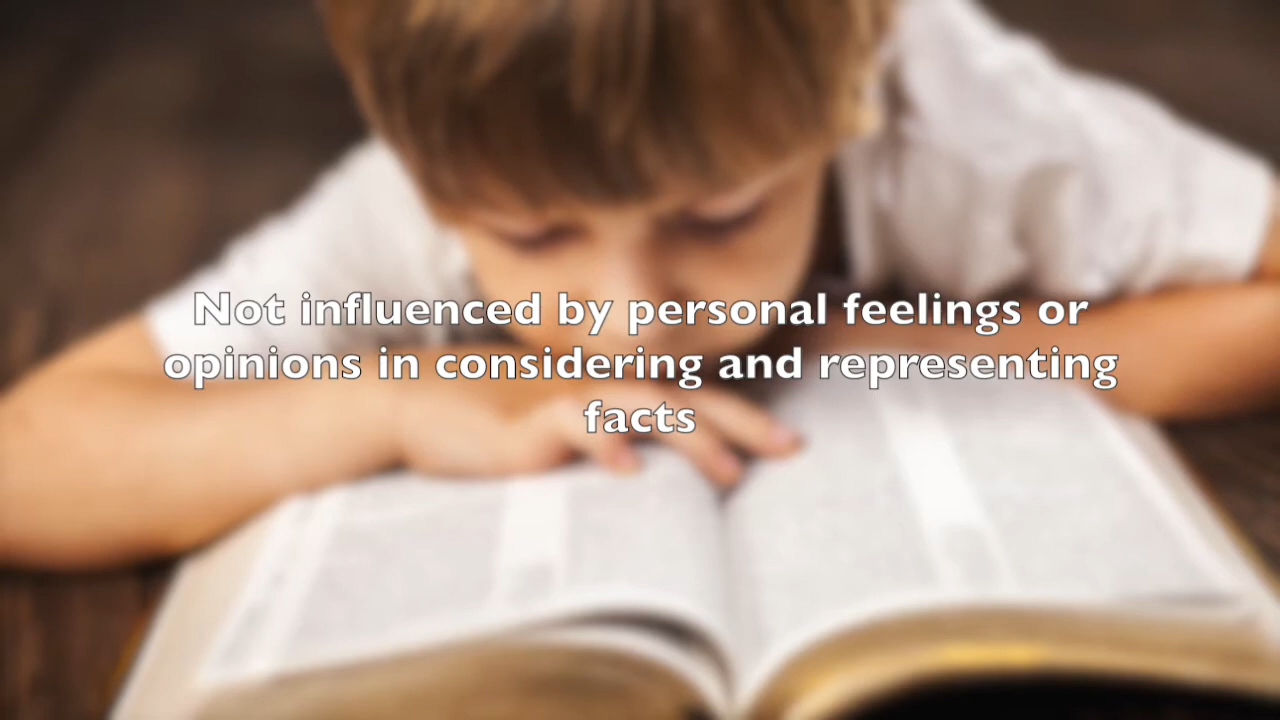 Not influenced by personal feelings or
opinions in considering and representing
facts